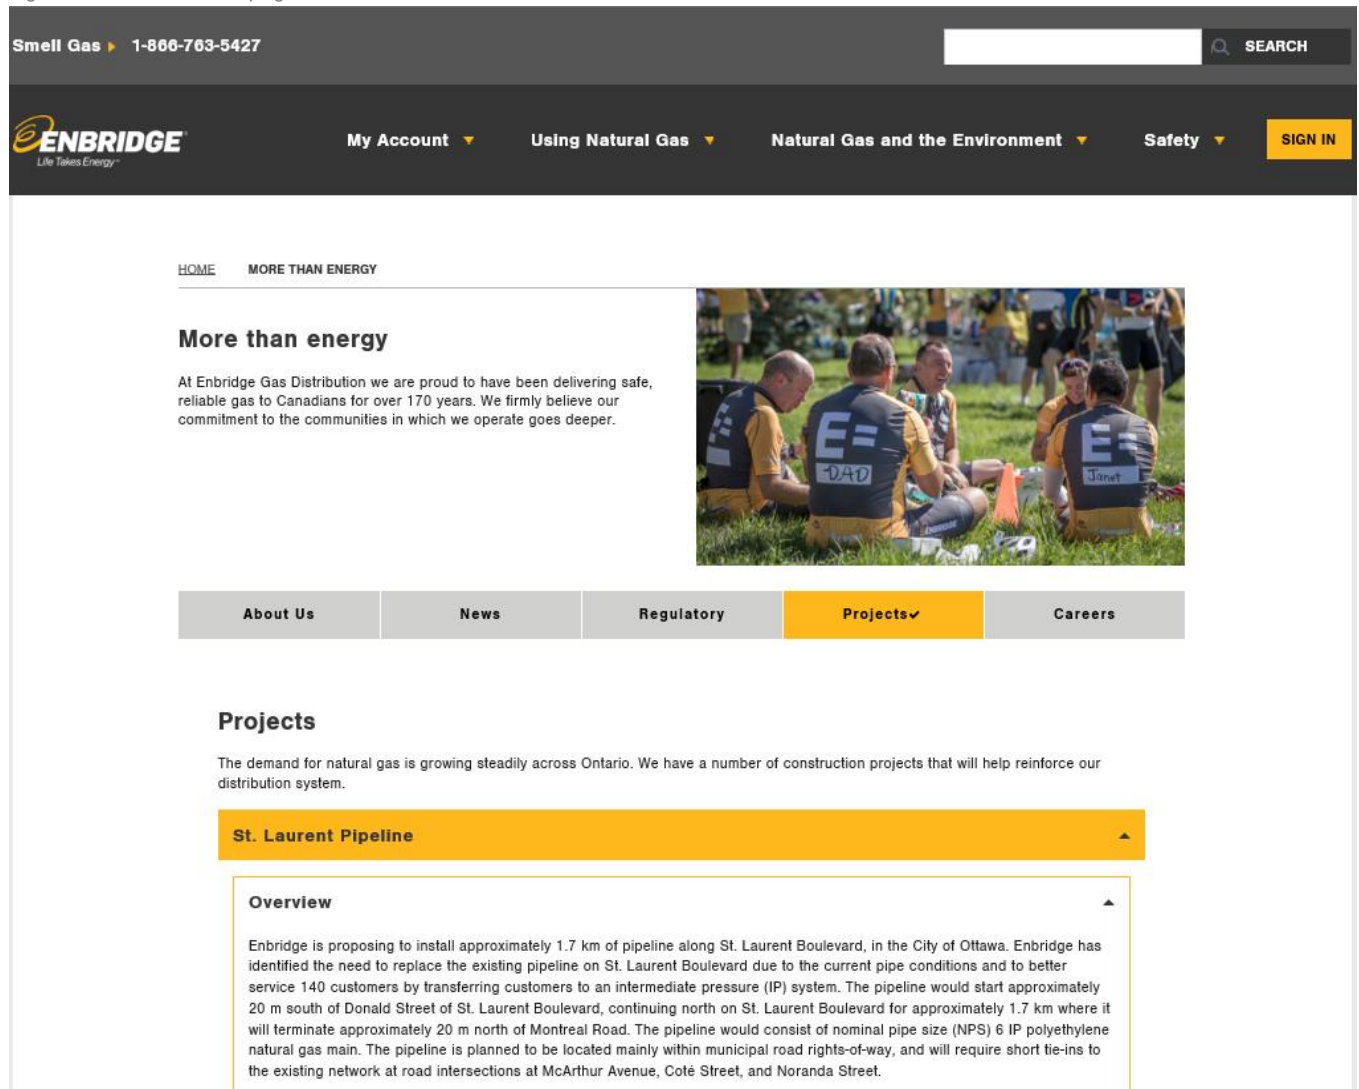 Smell Gas 1-866-763-5427
SEARCH
ENBRIDGE
Life Takes Energy
My Account
Using Natural Gas
Natural Gas and the Environment
Safety
SIGN IN
HOME MORE THAN ENERGY
More than energy
At Enbridge Gas Distribution we are proud to have been delivering safe,
reliable gas to Canadians for over 170 years. We firmly believe our
commitment to the communities in which we operate goes deeper.
E=
DAD
E=
Janet
About Us
News
Regulatory
Projects✔
Careers
Projects
The demand for natural gas is growing steadily across Ontario. We have a number of construction projects that will help reinforce our
distribution system.
St. Laurent Pipeline
Overview
Enbridge is proposing to install approximately 1.7 km of pipeline along St. Laurent Boulevard, in the City of Ottawa. Enbridge has
identified the need to replace the existing pipeline on St. Laurent Boulevard due to the current pipe conditions and to better
service 140 customers by transferring customers to an intermediate pressure (IP) system. The pipeline would start approximately
20 m south of Donald Street of St. Laurent Boulevard, continuing north on St. Laurent Boulevard for approximately 1.7 km where it
will terminate approximately 20 m north of Montreal Road. The pipeline would consist of nominal pipe size (NPS) 6 IP polyethylene
natural gas main. The pipeline is planned to be located mainly within municipal road rights-of-way, and will require short tie-ins to
the existing network at road intersections at McArthur Avenue, Coté Street, and Noranda Street.